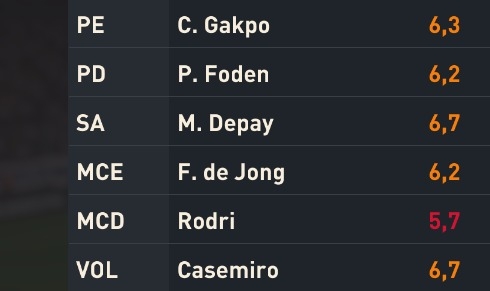 PE C. Gakpo 6,3
PD P. Foden 6,2
SA M. Depay 6,7
MCE F. de Jong 6,2
MCD Rodri 5,7
VOL Casemiro 6,7